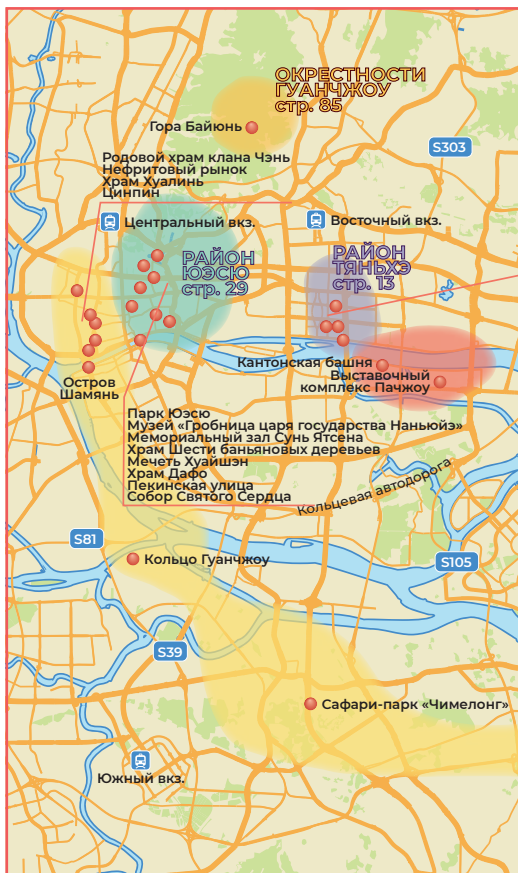 ОКРЕСТНОСТИ
ГУАНЧЖОУ
стр. 85
Гора Байюнь
S303
Родовой храм клана Чэнь
Нефритовый рынок
Храм Хуалинь
Цинпин
Центральный вкз.
Восточный вкз.
РАЙОН
ЮЭСЮ
стр. 29
РАЙОН
ТЯНЬХЭ
стр. 13
Кантонская башня
Выставочный
комплекс Пачжоу
Остров
Шамянь
Парк Юэсю
Музей «Гробница царя государства Наньюйэ»
Мемориальный зал Сунь Ятсена
Храм Шести баньяновых деревьев
Мечеть Хуайшэн
Храм Дафо
Пекинская улица
Собор Святого Сердца
Кольцевая автодорога
S81
Кольцо Гуанчжоу
S105
S39
Сафари-парк «Чимелонг»
Южный вкз.